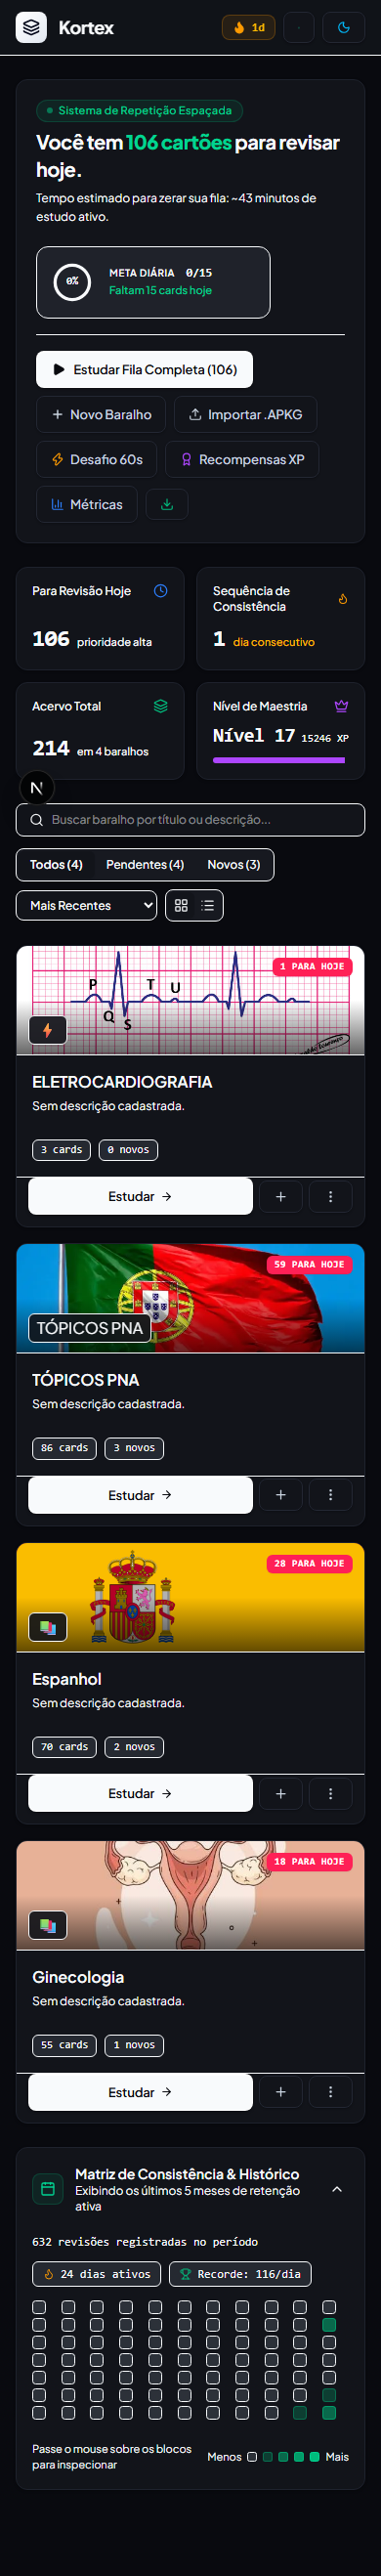 Kortex
1d
Sistema de Repetição Espaçada
Você tem 106 cartões para revisar
hoje.
Tempo estimado para zerar sua fila: ~43 minutos de
estudo ativo.
0%
META DIÁRIA 0/15
Faltam 15 cards hoje
Estudar Fila Completa (106)
Novo Baralho
Importar .APKG
Desafio 60s
Recompensas XP
Métricas
Para Revisão Hoje
106 prioridade alta
Sequência de
Consistência
1 dia consecutivo
Acervo Total
214 em 4 baralhos
Nível de Maestria
Nível 17 15246 XP
N
Buscar baralho por título ou descrição...
Todos (4) Pendentes (4) Novos (3)
Mais Recentes
1 PARA HOJE
P T U
Q S
ELETROCARDIOGRAFIA
Sem descrição cadastrada.
3 cards 0 novos
Estudar →
59 PARA HOJE
TÓPICOS PNA
TÓPICOS PNA
Sem descrição cadastrada.
86 cards 3 novos
Estudar →
28 PARA HOJE
Espanhol
Sem descrição cadastrada.
70 cards 2 novos
Estudar →
18 PARA HOJE
Ginecologia
Sem descrição cadastrada.
55 cards 1 novos
Estudar →
Matriz de Consistência & Histórico
Exibindo os últimos 5 meses de retenção
ativa
632 revisões registradas no período
24 dias ativos
Recorde: 116/dia
Passe o mouse sobre os blocos
para inspecionar
Menos Mais